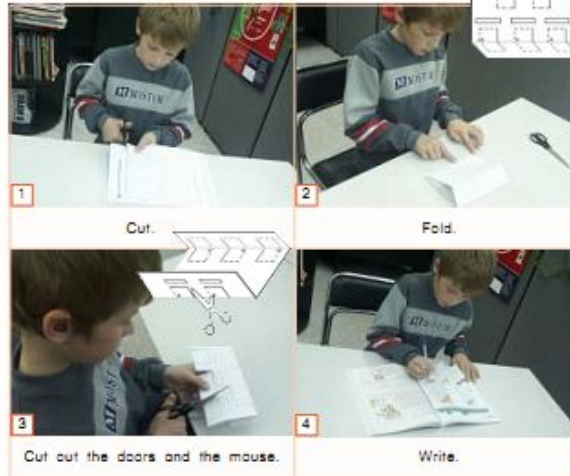 1
2
Cut.
Fold.
3
4
Cut out the doors and the mouse.
Write.